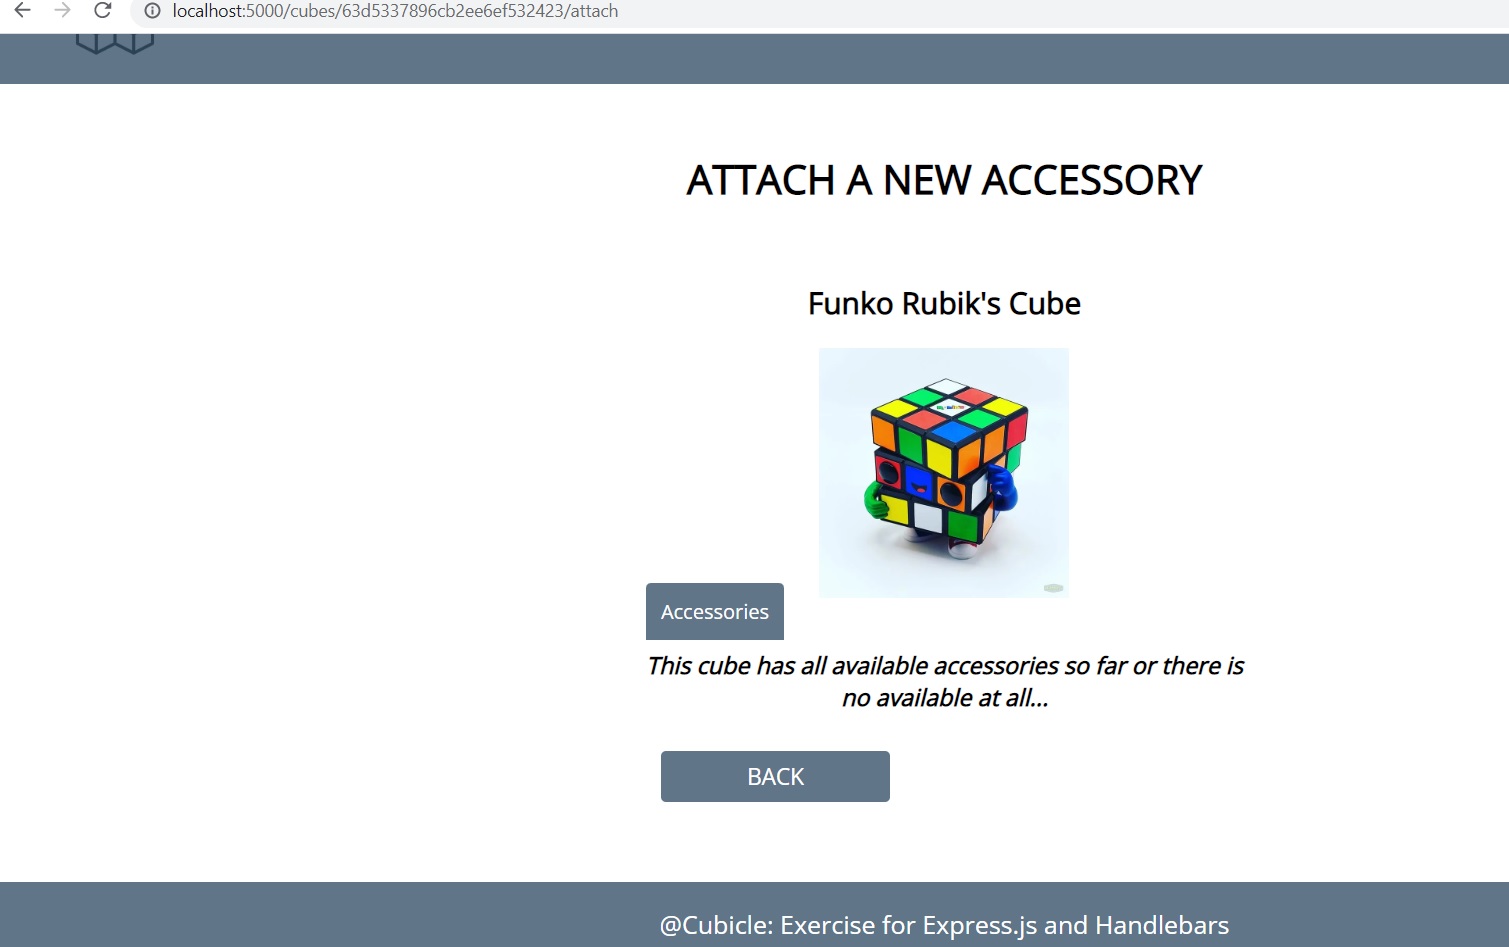 localhost:5000/cubes/63d5337896cb2ee6ef532423/attach
ATTACH A NEW ACCESSORY
Funko Rubik's Cube
Accessories
This cube has all available accessories so far or there is
no available at all...
BACK
@Cubicle: Exercise for Express.js and Handlebars